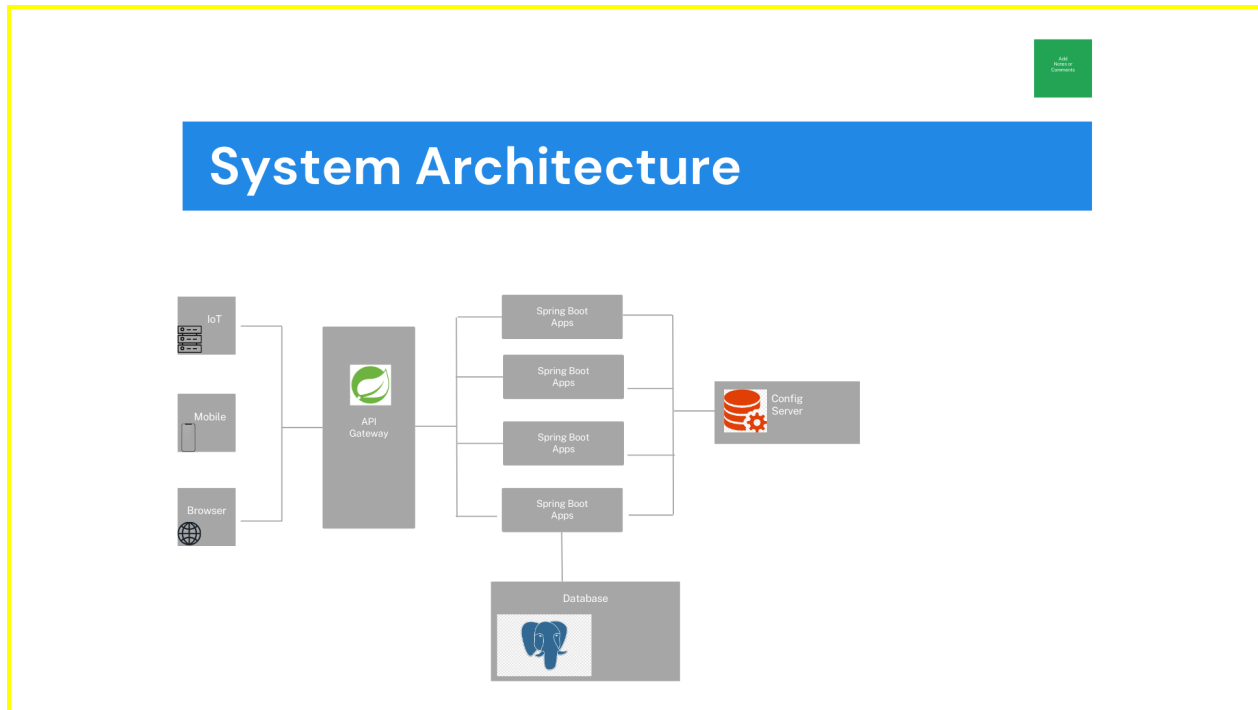 Add
Notes or
Comments
System Architecture
IoT
Mobile
Browser
API
Gateway
Spring Boot
Apps
Spring Boot
Apps
Spring Boot
Apps
Spring Boot
Apps
Config
Server
Database